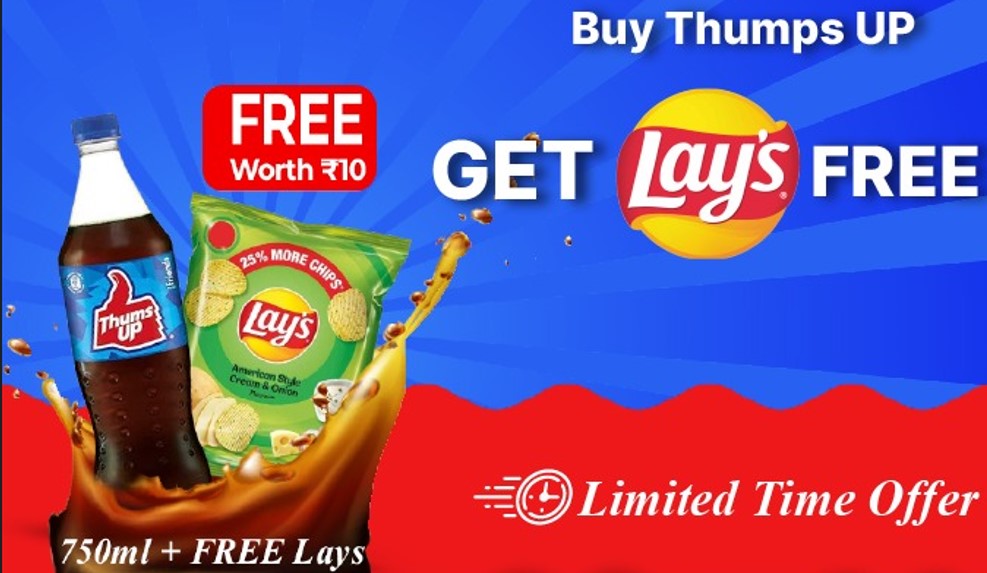 Buy Thumps UP
GET Lay's FREE
FREE
Worth ₹10
25% MORE CHIPS*
Lay's
American Style
Cream & Onion
Thums
UP
Limited Time Offer
750ml + FREE Lays